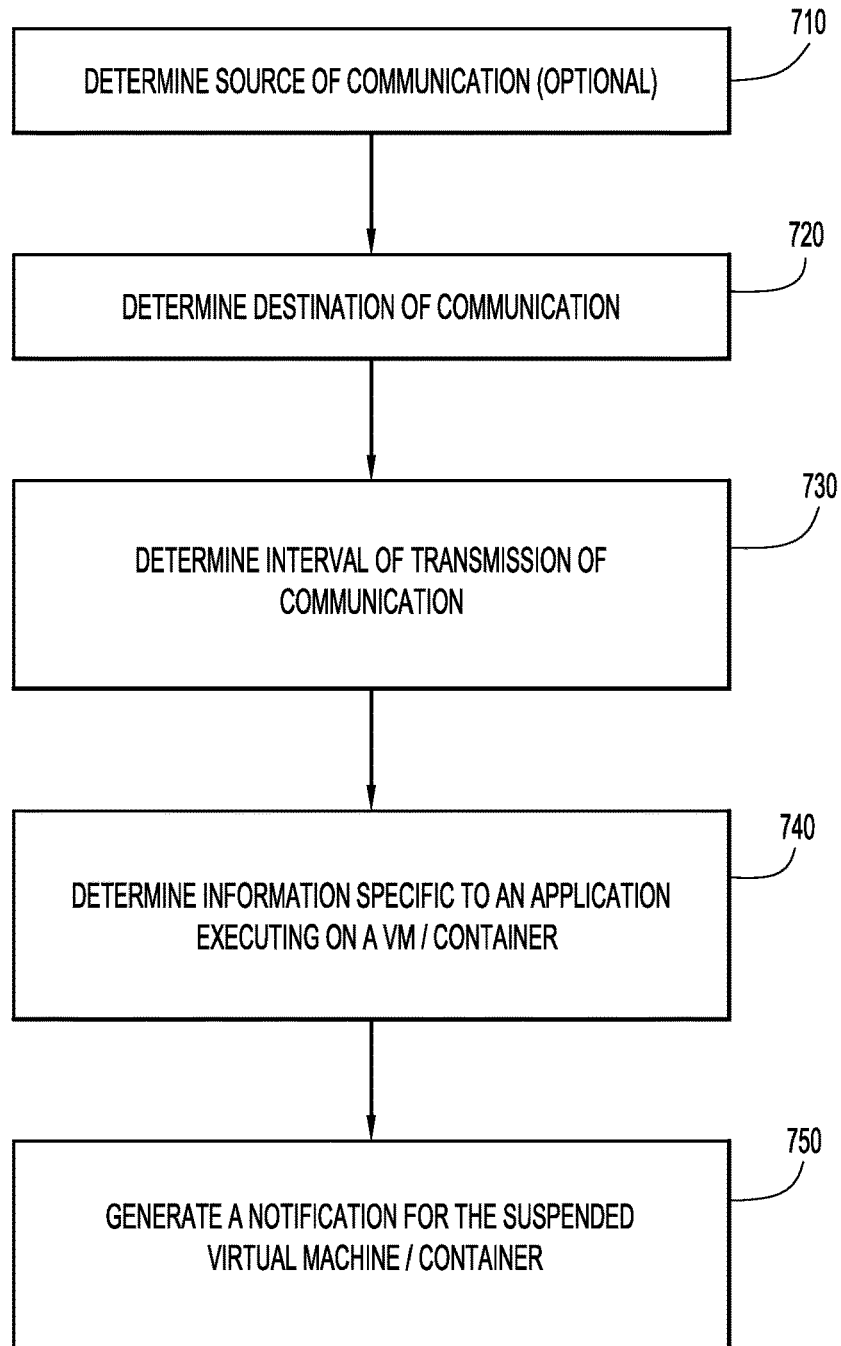 710
DETERMINE SOURCE OF COMMUNICATION (OPTIONAL)
720
DETERMINE DESTINATION OF COMMUNICATION
730
DETERMINE INTERVAL OF TRANSMISSION OF
COMMUNICATION
740
DETERMINE INFORMATION SPECIFIC TO AN APPLICATION
EXECUTING ON A VM / CONTAINER
750
GENERATE A NOTIFICATION FOR THE SUSPENDED
VIRTUAL MACHINE / CONTAINER